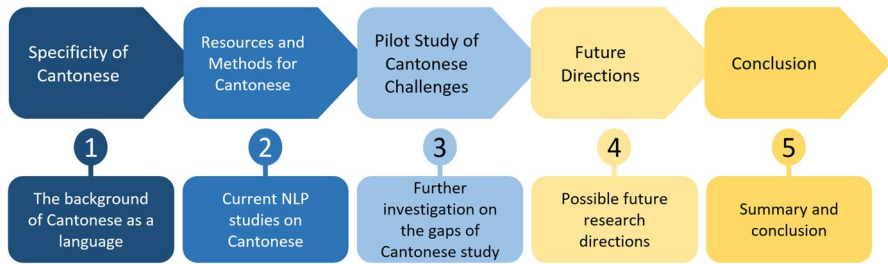 Specificity of
Cantonese
Resources and
Methods for
Cantonese
Pilot Study of
Cantonese
Challenges
Future
Directions
Conclusion
1
2
3
4
5
The background
of Cantonese as a
language
Current NLP
studies on
Cantonese
Further
investigation on
the gaps of
Cantonese study
Possible future
research
directions
Summary and
conclusion